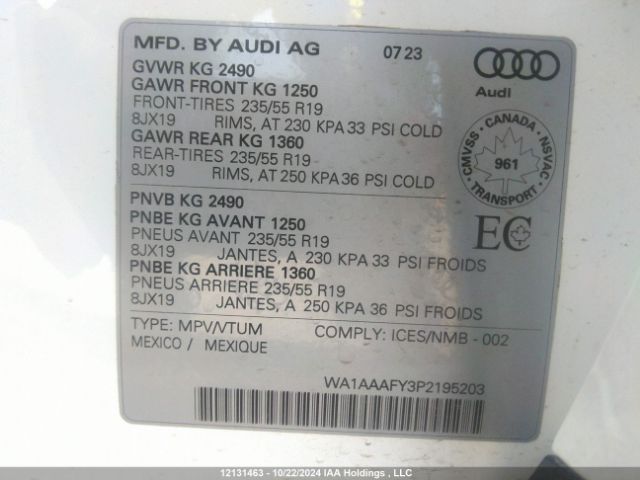 MFD. BY AUDI AG 07 23
Audi
GVWR KG 2490
GAWR FRONT KG 1250
FRONT-TIRES 235/55 R19
8JX19 RIMS, AT 230 KPA 33 PSI COLD
GAWR REAR KG 1360
REAR-TIRES 235/55 R19
8JX19 RIMS, AT 250 KPA 36 PSI COLD
CMVSS - CANADA - NSVAC
961
TRANSPORT
PNVB KG 2490
PNBE KG AVANT 1250
PNEUS AVANT 235/55 R19
8JX19 JANTES, A 230 KPA 33 PSI FROIDS
PNBE KG ARRIERE 1360
PNEUS ARRIERE 235/55 R19
8JX19 JANTES, A 250 KPA 36 PSI FROIDS
EC
TYPE: MPV/VTUM COMPLY: ICES/NMB - 002
MEXICO / MEXIQUE
WA1AAAFY3P2195203
12131463 - 10/22/2024 IAA Holdings , LLC